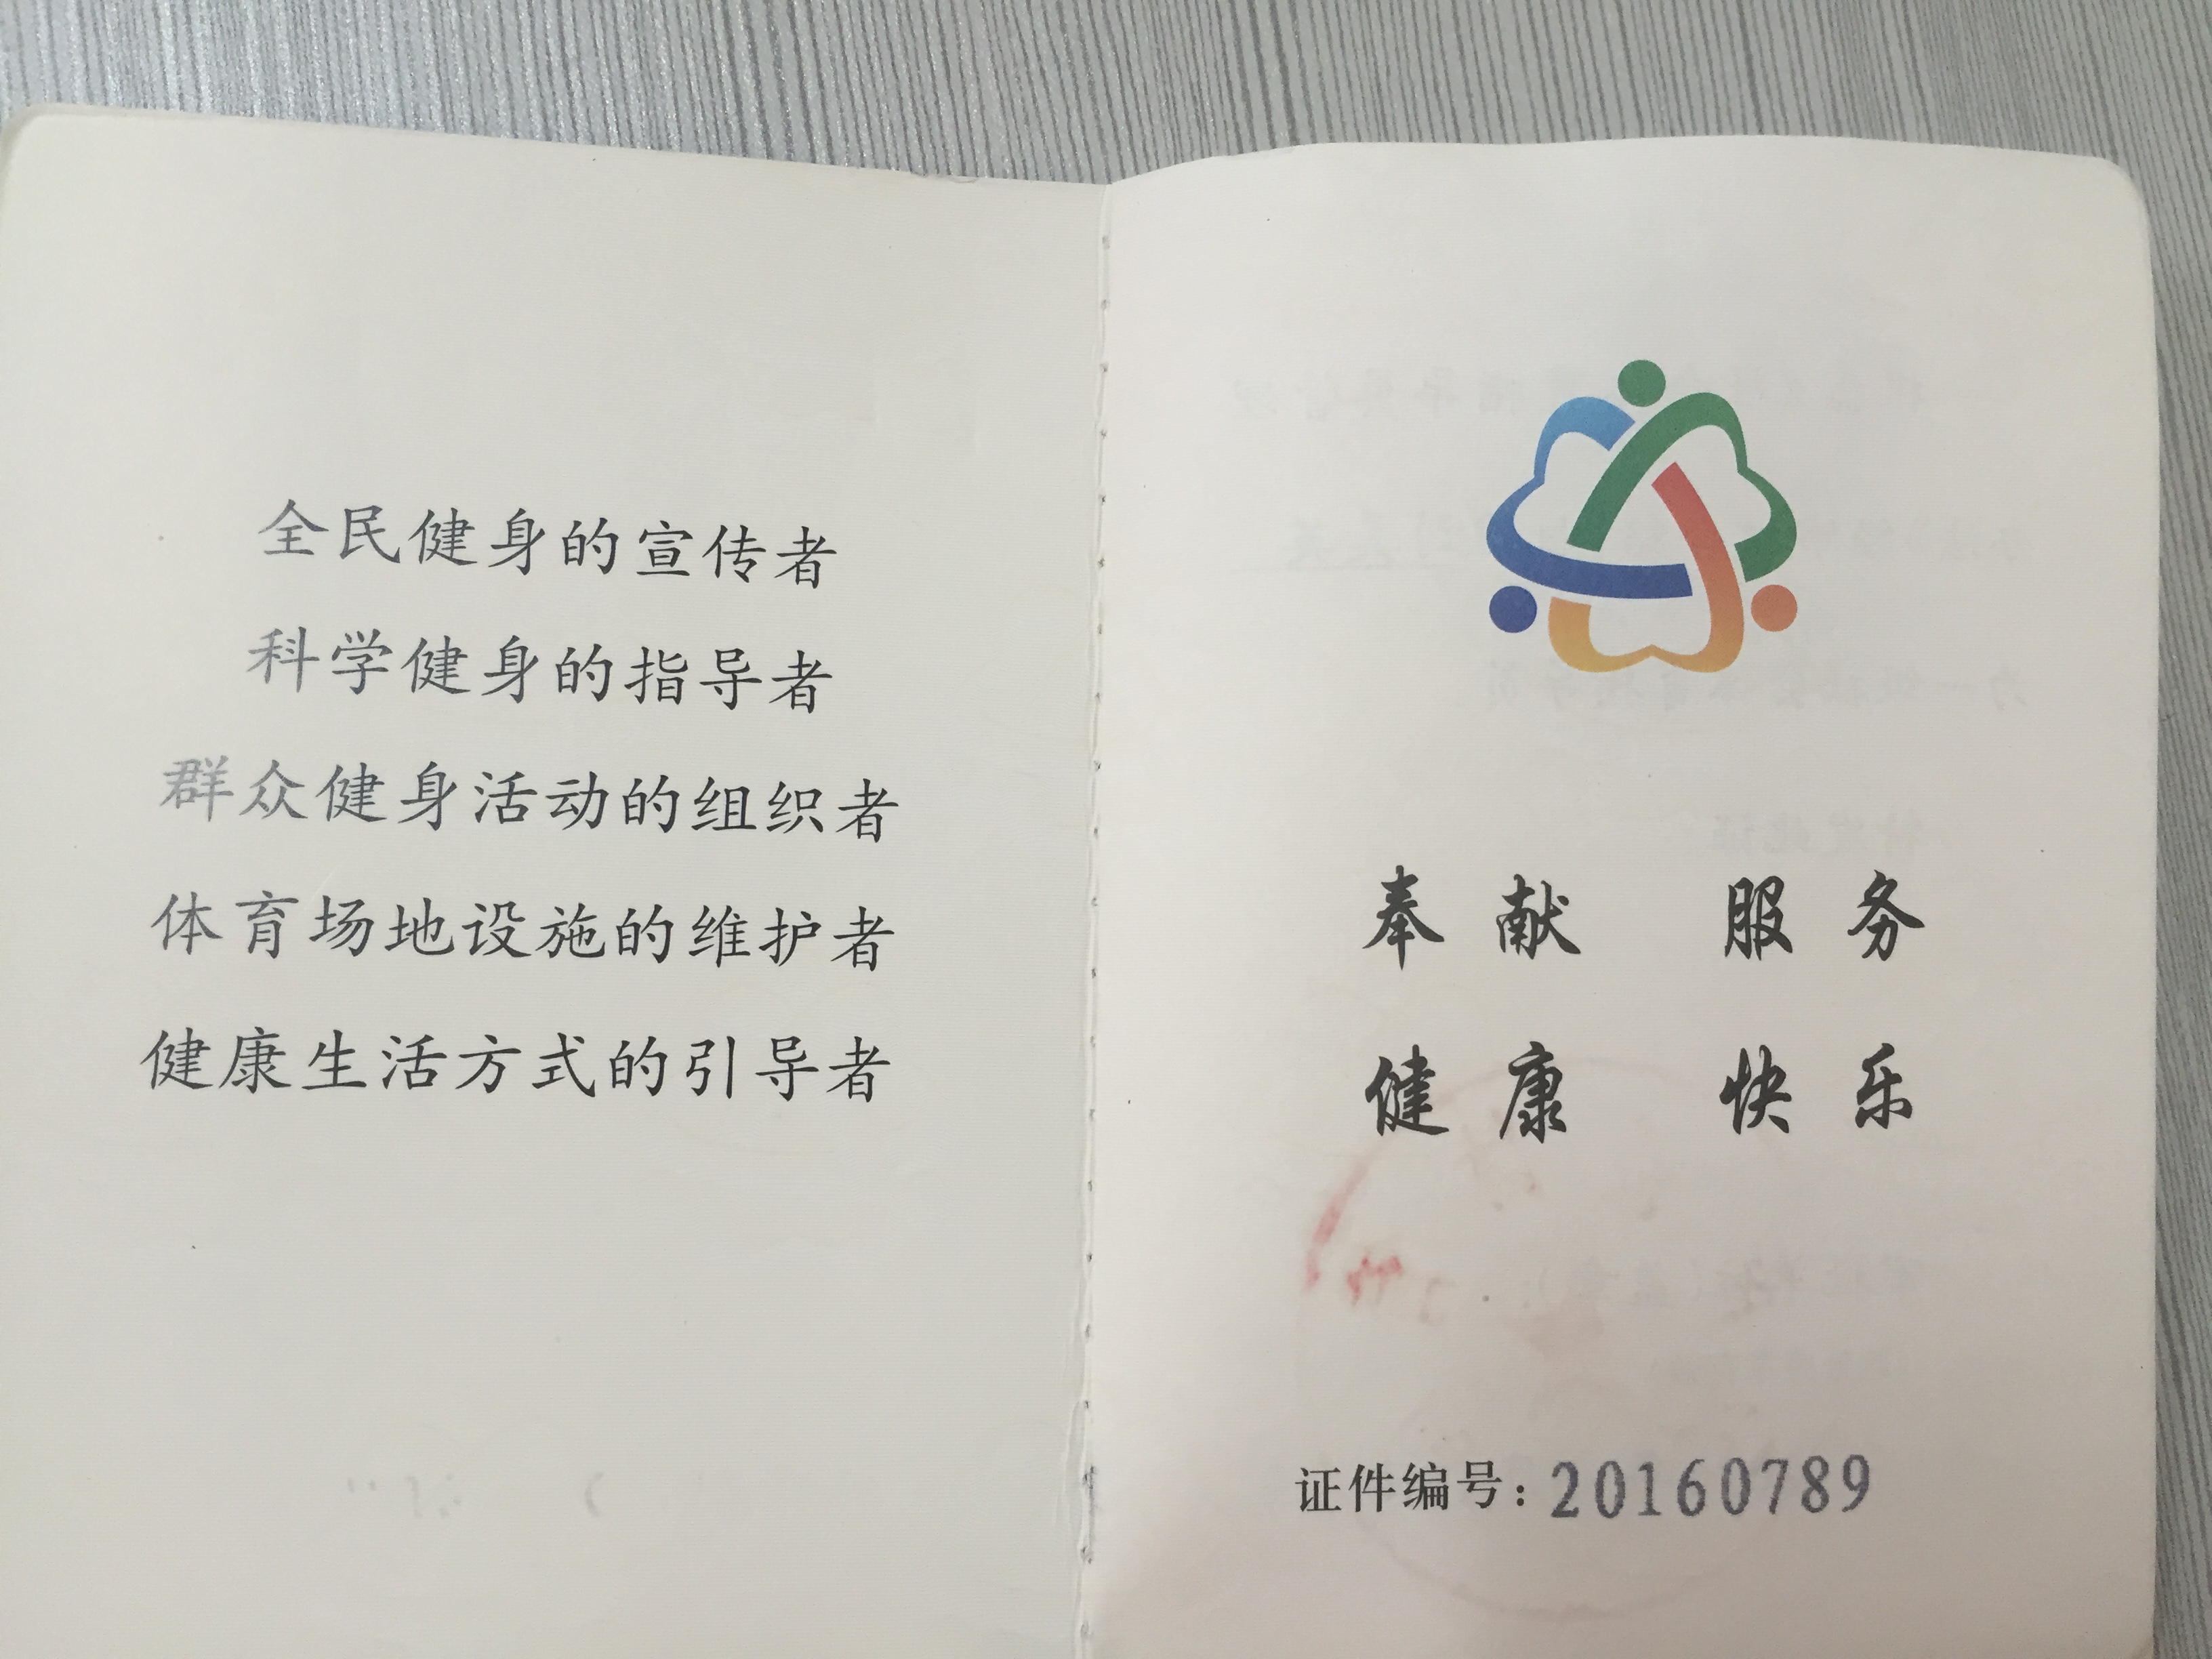 全民健身的宣传者
科学健身的指导者
群众健身活动的组织者
体育场地设施的维护者
健康生活方式的引导者
奉献 服务
健康 快乐
证件编号：20160789